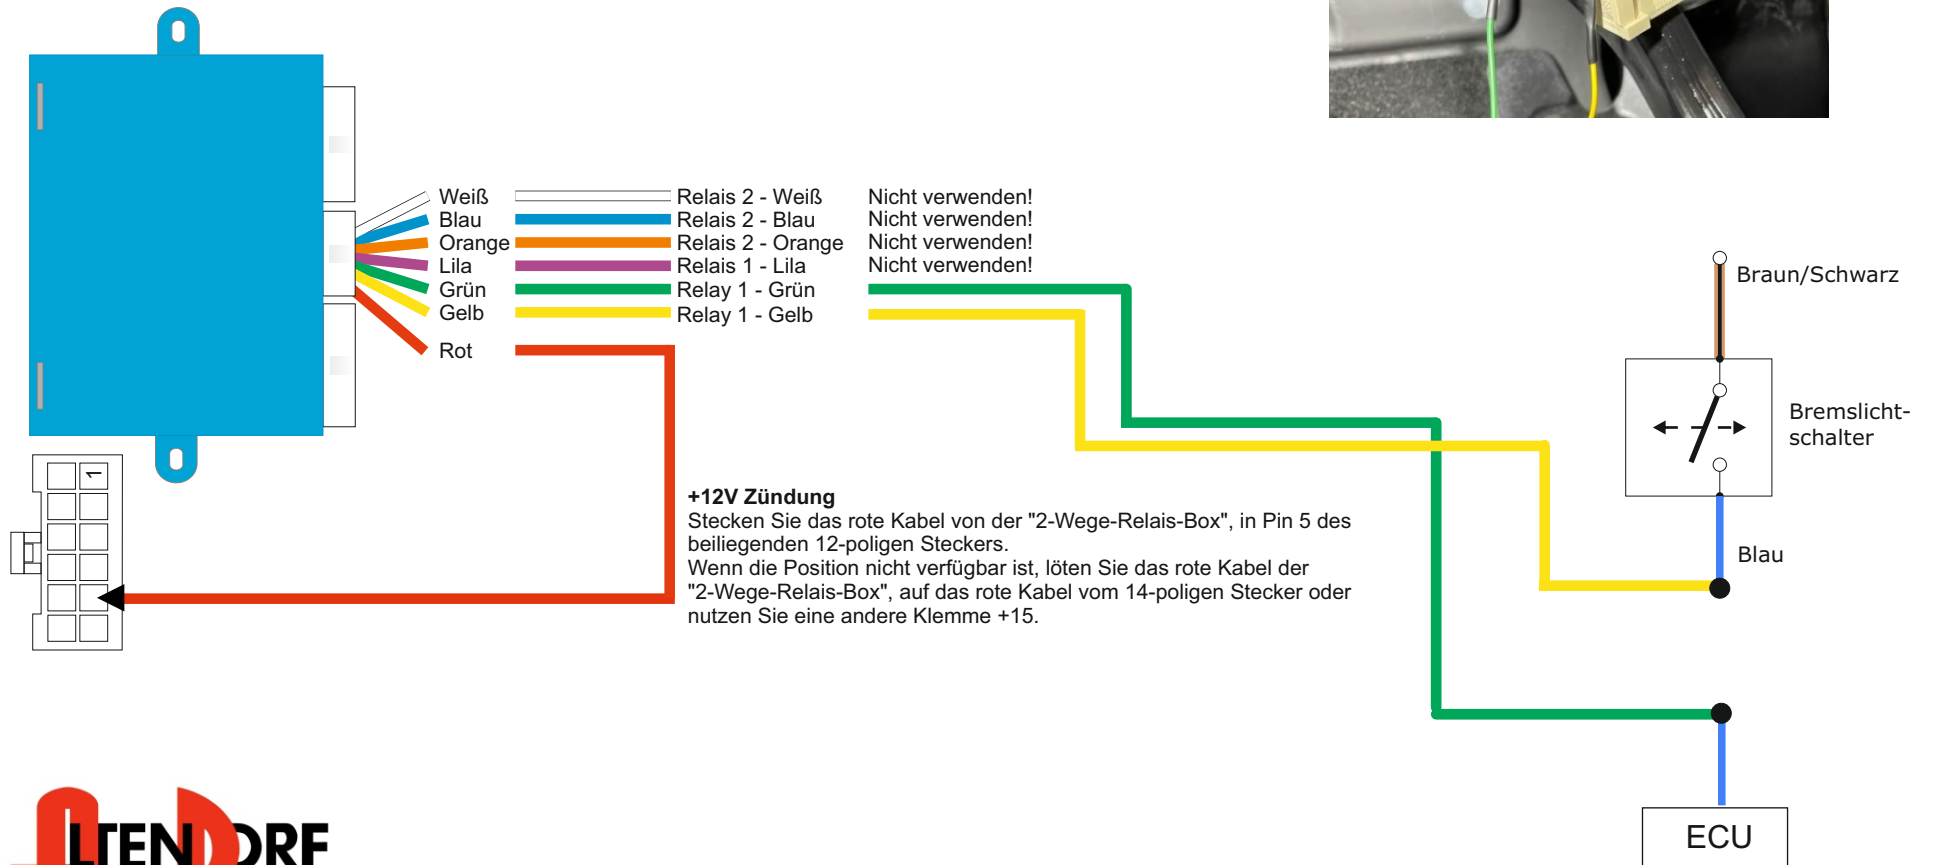 Weiß Relais 2 - Weiß Nicht verwenden!
Blau Relais 2 - Blau Nicht verwenden!
Orange Relais 2 - Orange Nicht verwenden!
Lila Relais 1 - Lila Nicht verwenden!
Grün Relay 1 - Grün
Gelb Relay 1 - Gelb
Rot
Braun/Schwarz
Bremslicht-
schalter
1
+12V Zündung
Stecken Sie das rote Kabel von der "2-Wege-Relais-Box", in Pin 5 des
beiliegenden 12-poligen Steckers.
Wenn die Position nicht verfügbar ist, löten Sie das rote Kabel der
"2-Wege-Relais-Box", auf das rote Kabel vom 14-poligen Stecker oder
nutzen Sie eine andere Klemme +15.
Blau
ALTENDORF
ECU